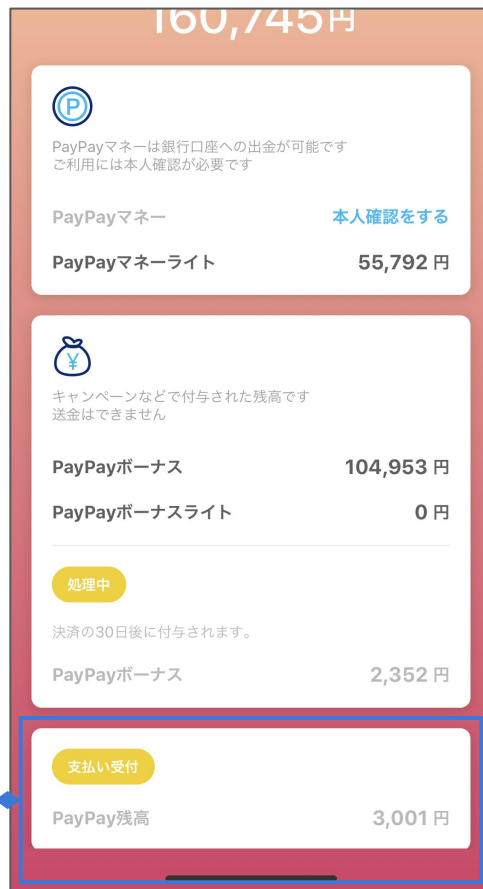 160,745円
P
PayPayマネーは銀行口座への出金が可能です
ご利用には本人確認が必要です
PayPayマネー 本人確認をする
PayPayマネーライト 55,792 円
¥
キャンペーンなどで付与された残高です
送金はできません
PayPayボーナス 104,953 円
PayPayボーナスライト 0 円
処理中
決済の30日後に付与されます。
PayPayボーナス 2,352 円
支払い受付
PayPay残高 3,001 円